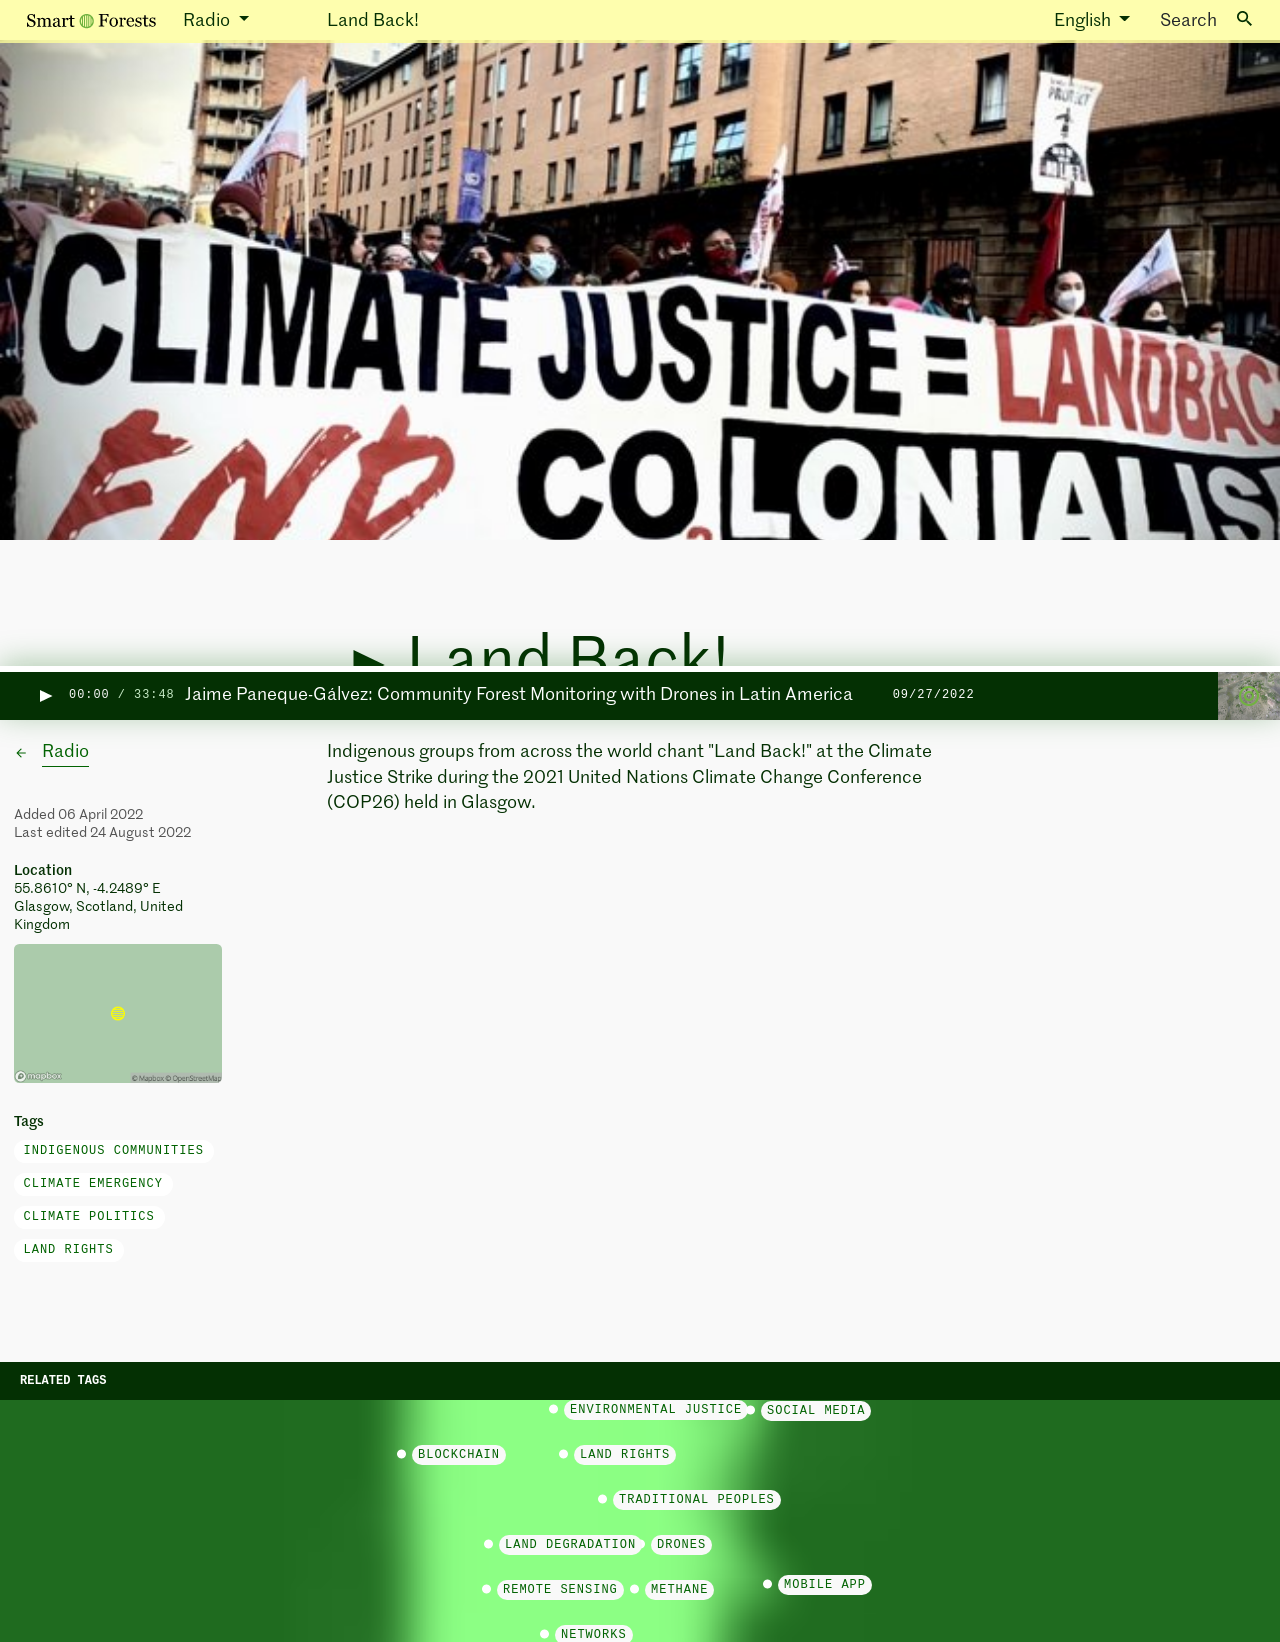 Smart Forests Radio Land Back! English Search
PROTECT
CLIMATE JUSTICE = LANDBAC
END COLONIALIS
▶ Land Back!
▶ 00:00 / 33:48 Jaime Paneque-Gálvez: Community Forest Monitoring with Drones in Latin America 09/27/2022
← Radio
Indigenous groups from across the world chant "Land Back!" at the Climate
Justice Strike during the 2021 United Nations Climate Change Conference
(COP26) held in Glasgow.
Added 06 April 2022
Last edited 24 August 2022
Location
55.8610° N, -4.2489° E
Glasgow, Scotland, United
Kingdom
mapbox © Mapbox © OpenStreetMap
Tags
INDIGENOUS COMMUNITIES
CLIMATE EMERGENCY
CLIMATE POLITICS
LAND RIGHTS
RELATED TAGS
ENVIRONMENTAL JUSTICE SOCIAL MEDIA
BLOCKCHAIN LAND RIGHTS
TRADITIONAL PEOPLES
LAND DEGRADATION DRONES
MOBILE APP
REMOTE SENSING METHANE
NETWORKS